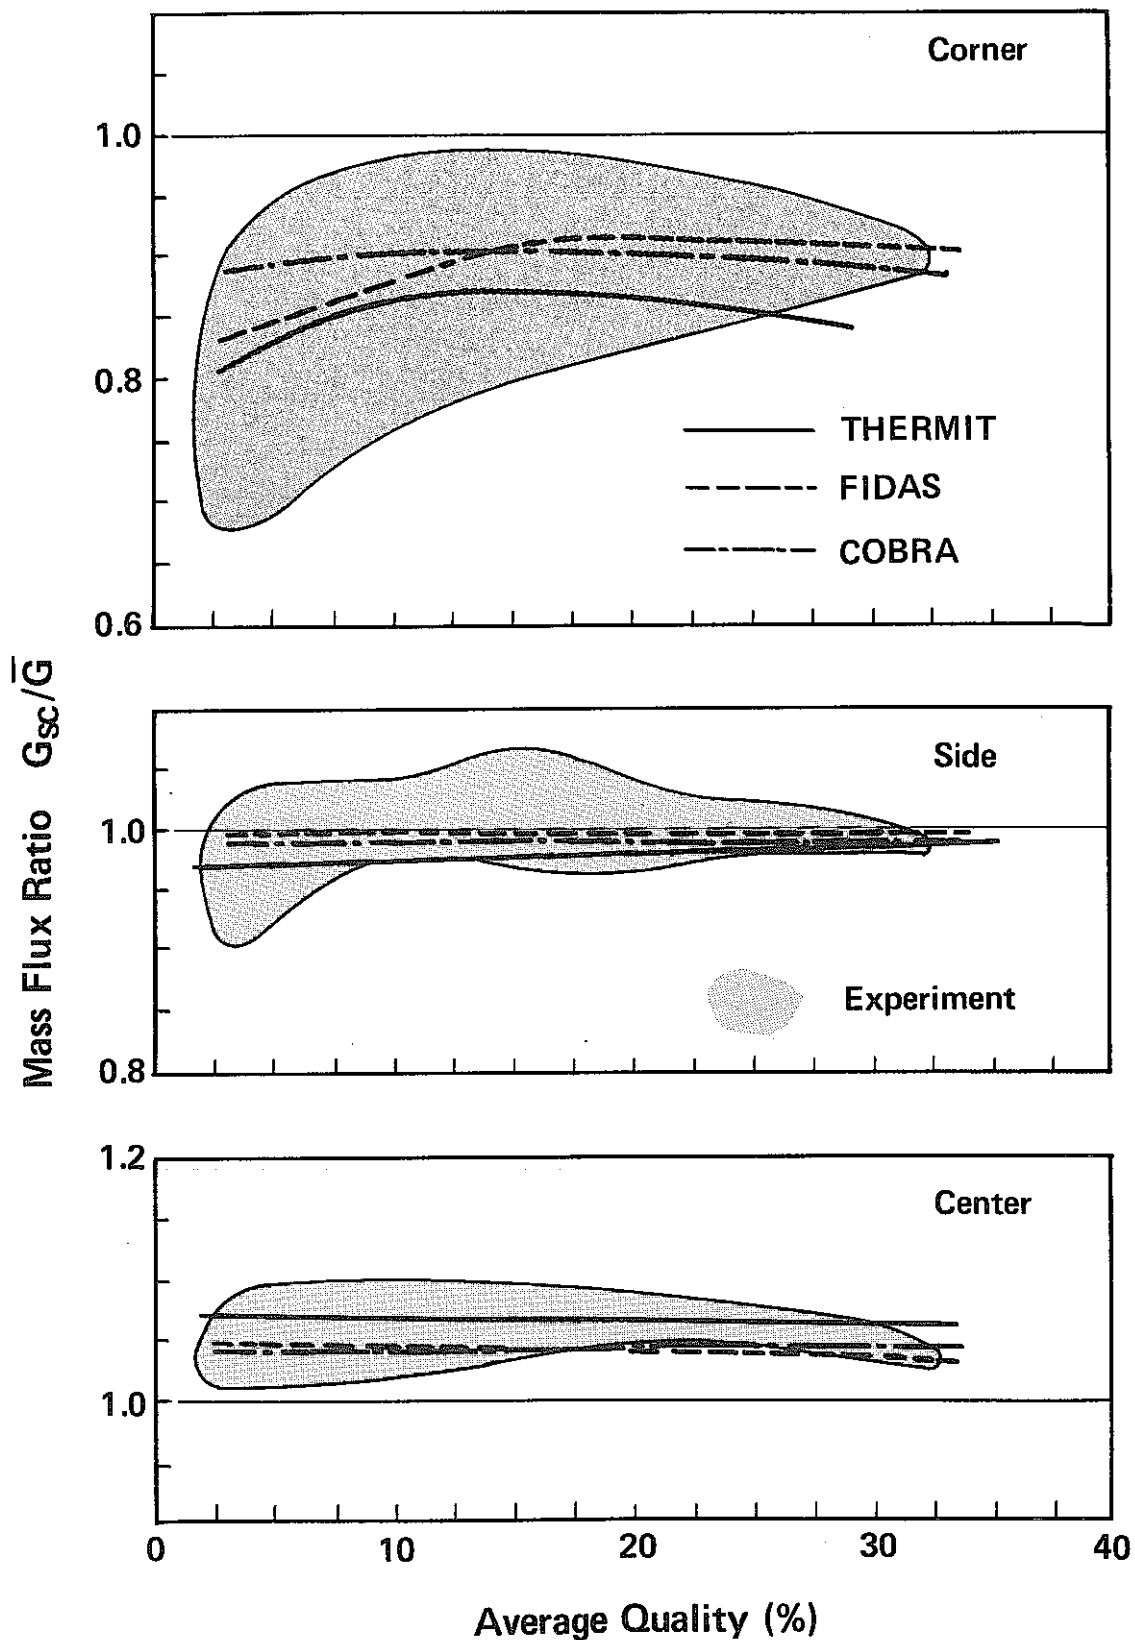 Corner
1.0
0.8
THERMIT
FIDAS
COBRA
0.6
Mass Flux Ratio G̅sc/G̅
Side
1.0
Experiment
0.8
1.2
Center
1.0
0
10
20
30
40
Average Quality (%)